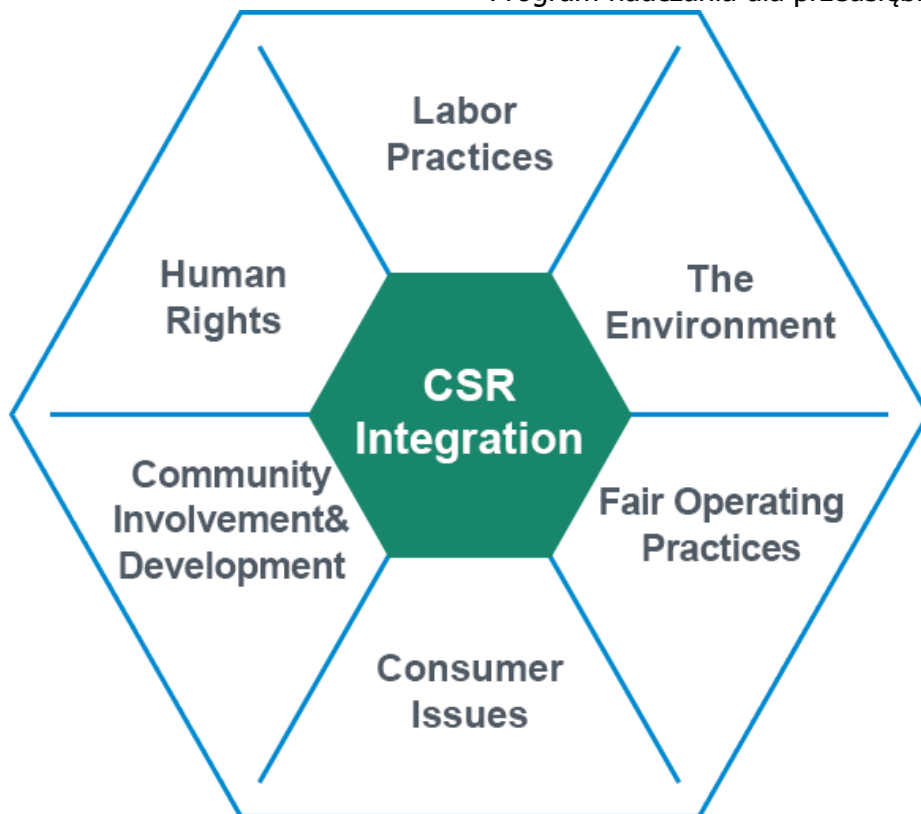 Program nauczania dla przedsięb
Labor
Practices
Human
Rights
The
Environment
CSR
Integration
Community
Involvement&
Development
Fair Operating
Practices
Consumer
Issues